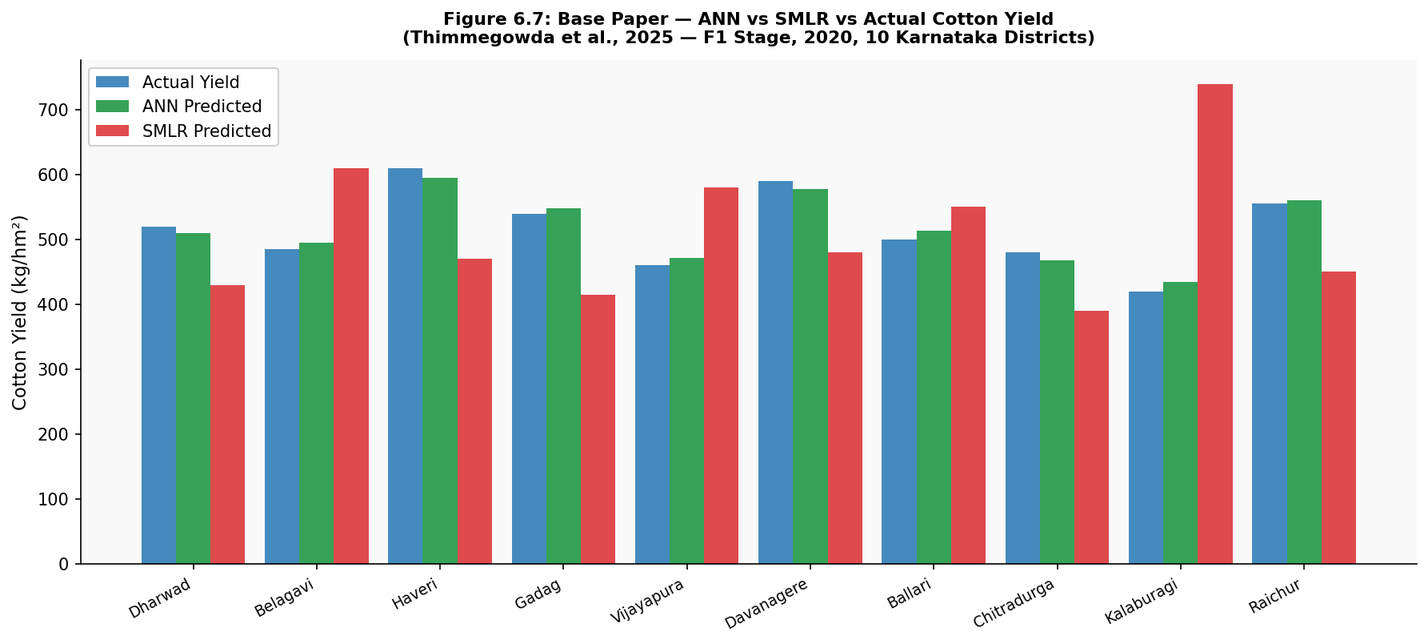 Figure 6.7: Base Paper — ANN vs SMLR vs Actual Cotton Yield
(Thimmegowda et al., 2025 — F1 Stage, 2020, 10 Karnataka Districts)
Actual Yield
ANN Predicted
SMLR Predicted
Cotton Yield (kg/hm²)
700
600
500
400
300
200
100
0
Dharwad
Belagavi
Haveri
Gadag
Vijayapura
Davanagere
Ballari
Chitradurga
Kalaburagi
Raichur